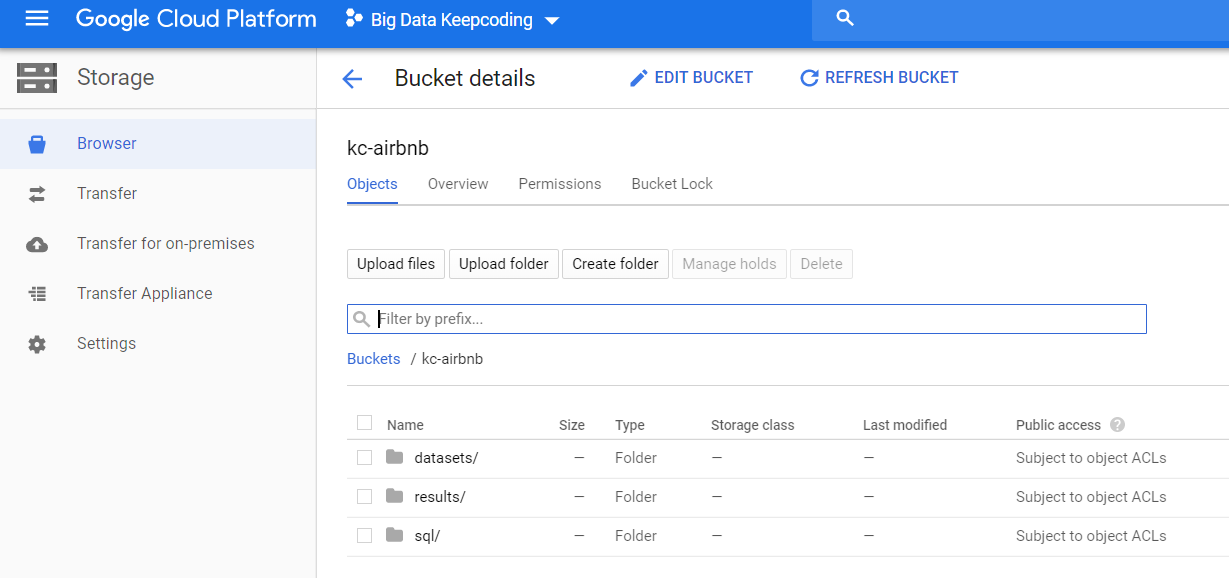 Google Cloud Platform Big Data Keepcoding
Storage
Bucket details EDIT BUCKET REFRESH BUCKET
Browser
Transfer
Transfer for on-premises
Transfer Appliance
Settings
kc-airbnb
Objects Overview Permissions Bucket Lock
Upload files Upload folder Create folder Manage holds Delete
Filter by prefix...
Buckets / kc-airbnb
Name Size Type Storage class Last modified Public access ?
datasets/ — Folder — — Subject to object ACLs
results/ — Folder — — Subject to object ACLs
sql/ — Folder — — Subject to object ACLs